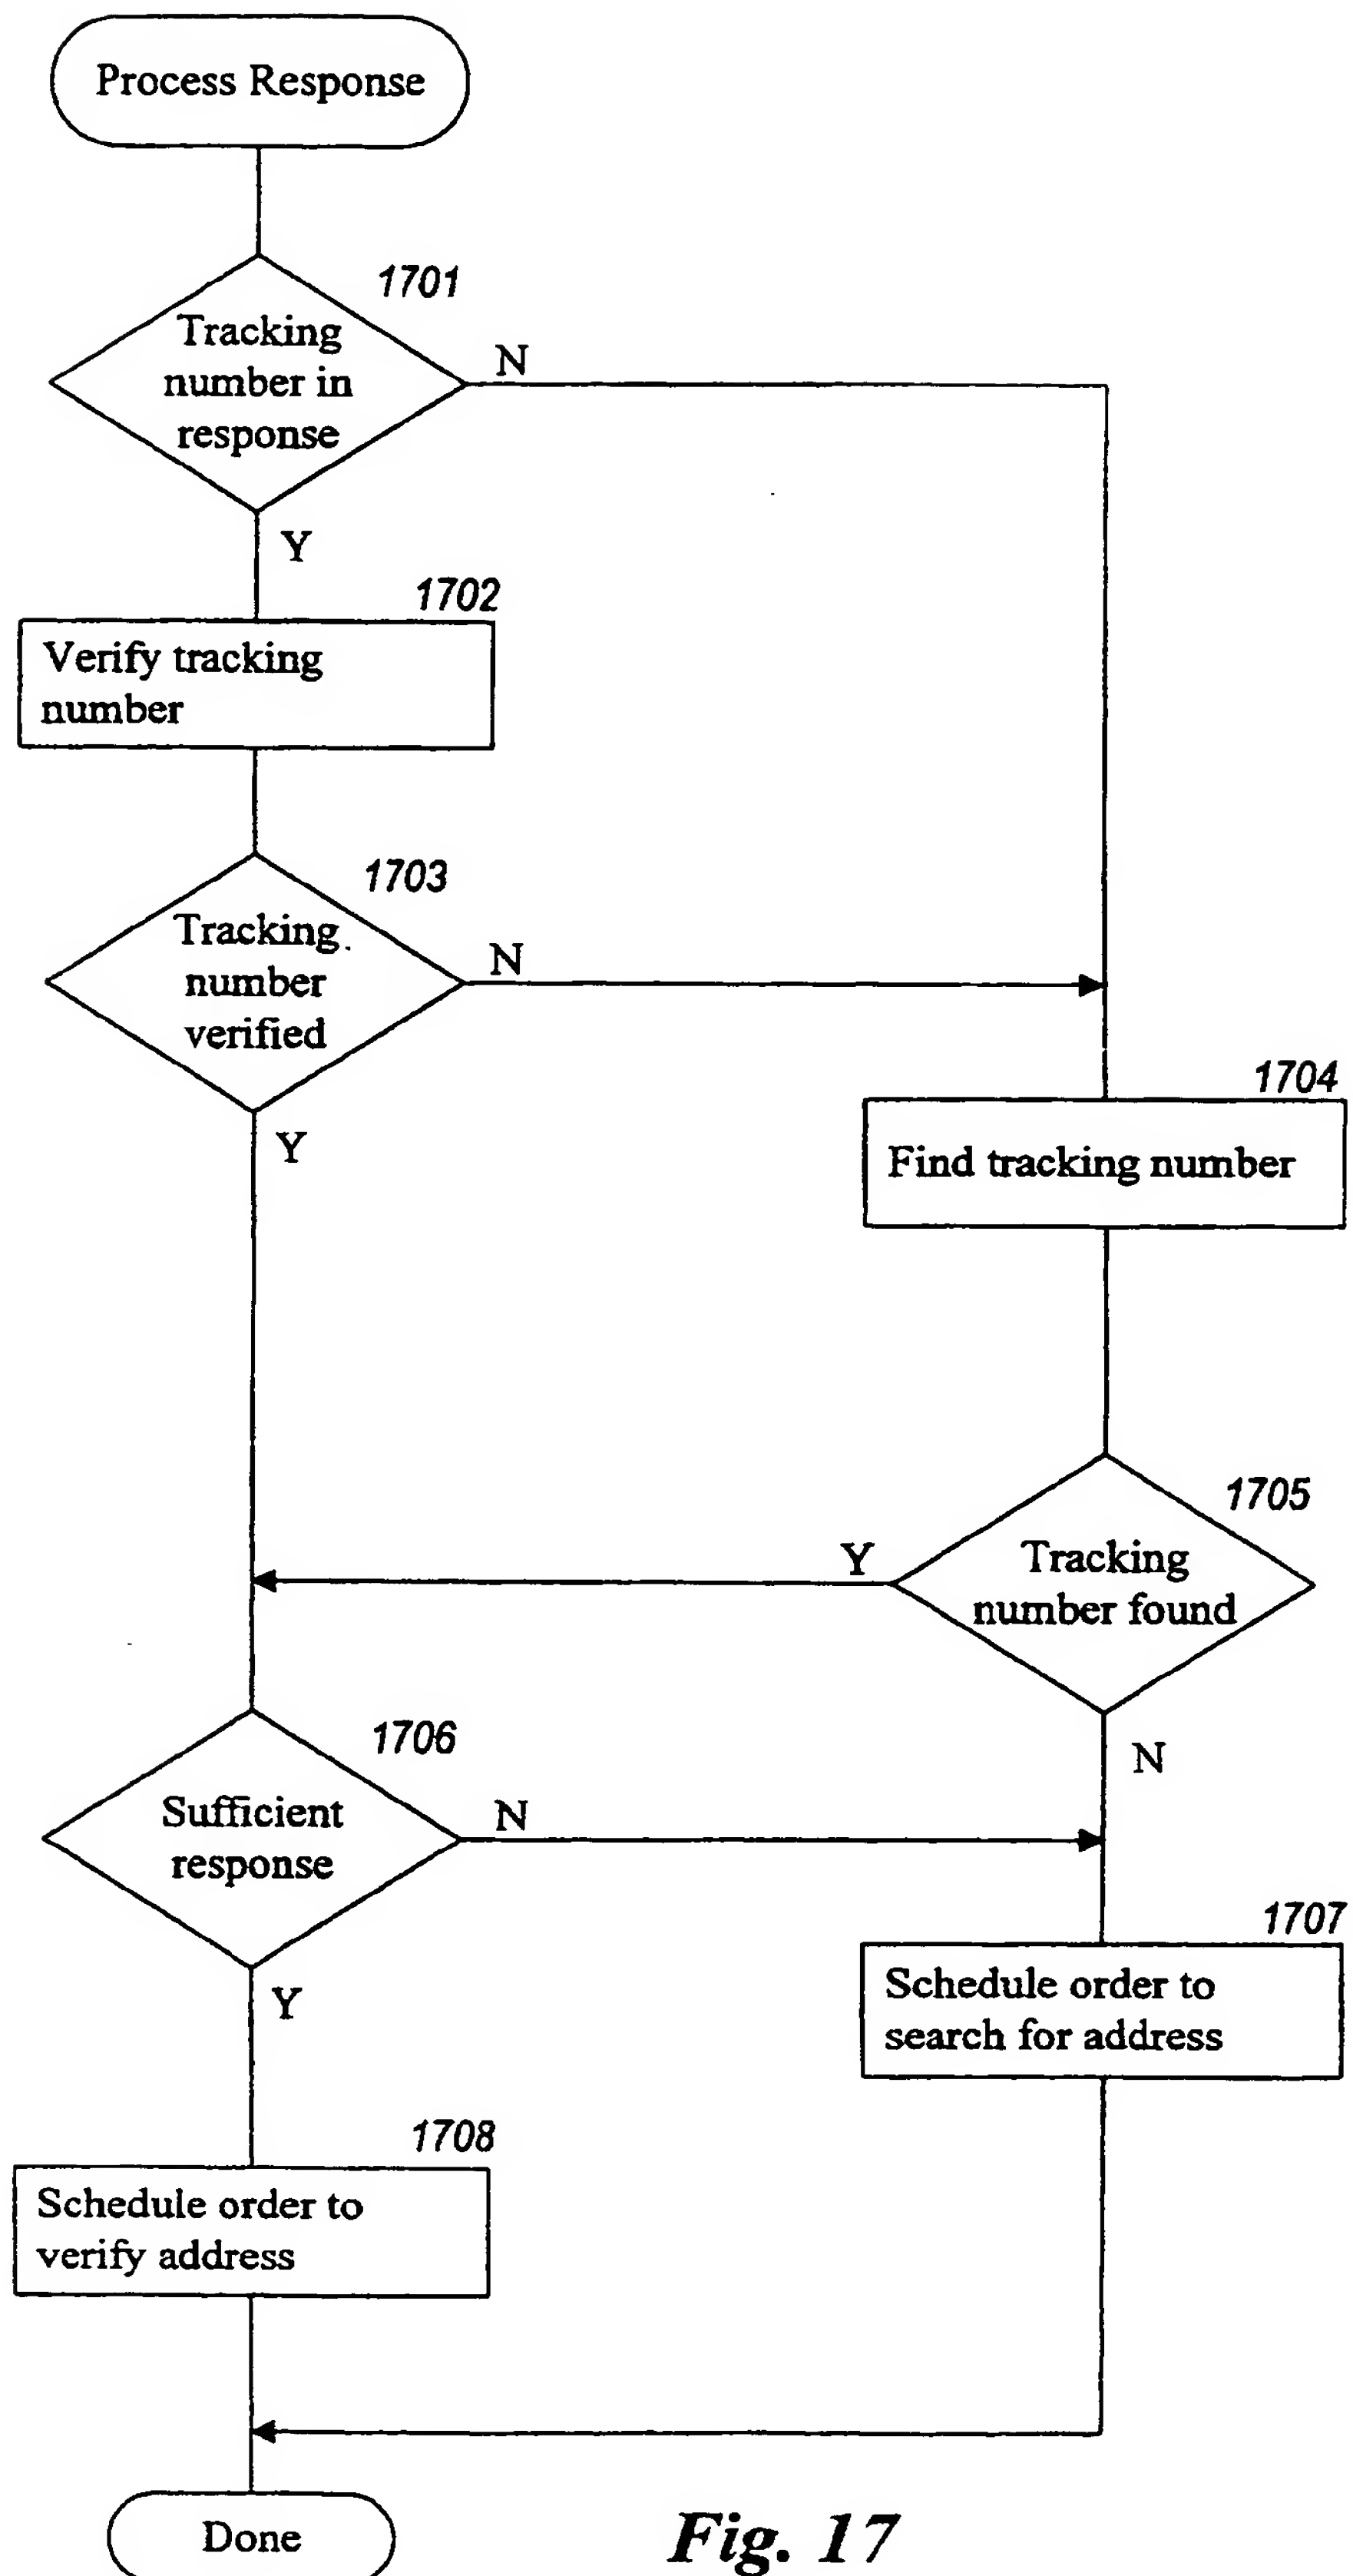 Process Response
1701
Tracking
number in
response
N
Y
1702
Verify tracking
number
1703
Tracking
number
verified
N
Y
1704
Find tracking number
1705
Tracking
number found
Y
N
1706
Sufficient
response
N
Y
1707
Schedule order to
search for address
1708
Schedule order to
verify address
Done
Fig. 17